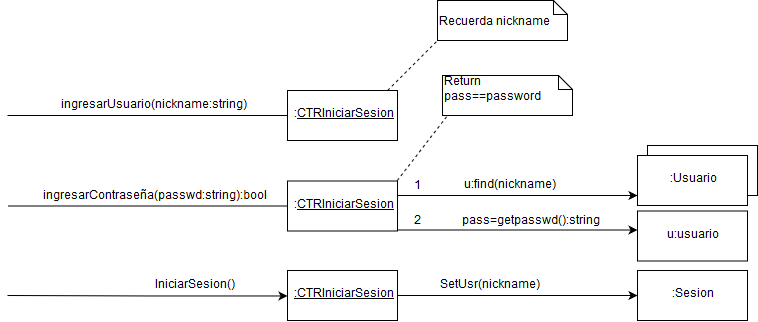 Recuerda nickname
ingresarUsuario(nickname:string)
:CTRIniciarSesion
Return
pass==password
ingresarContraseña(passwd:string):bool
:CTRIniciarSesion
1
u:find(nickname)
:Usuario
2
pass=getpasswd():string
u:usuario
IniciarSesion()
:CTRIniciarSesion
SetUsr(nickname)
:Sesion